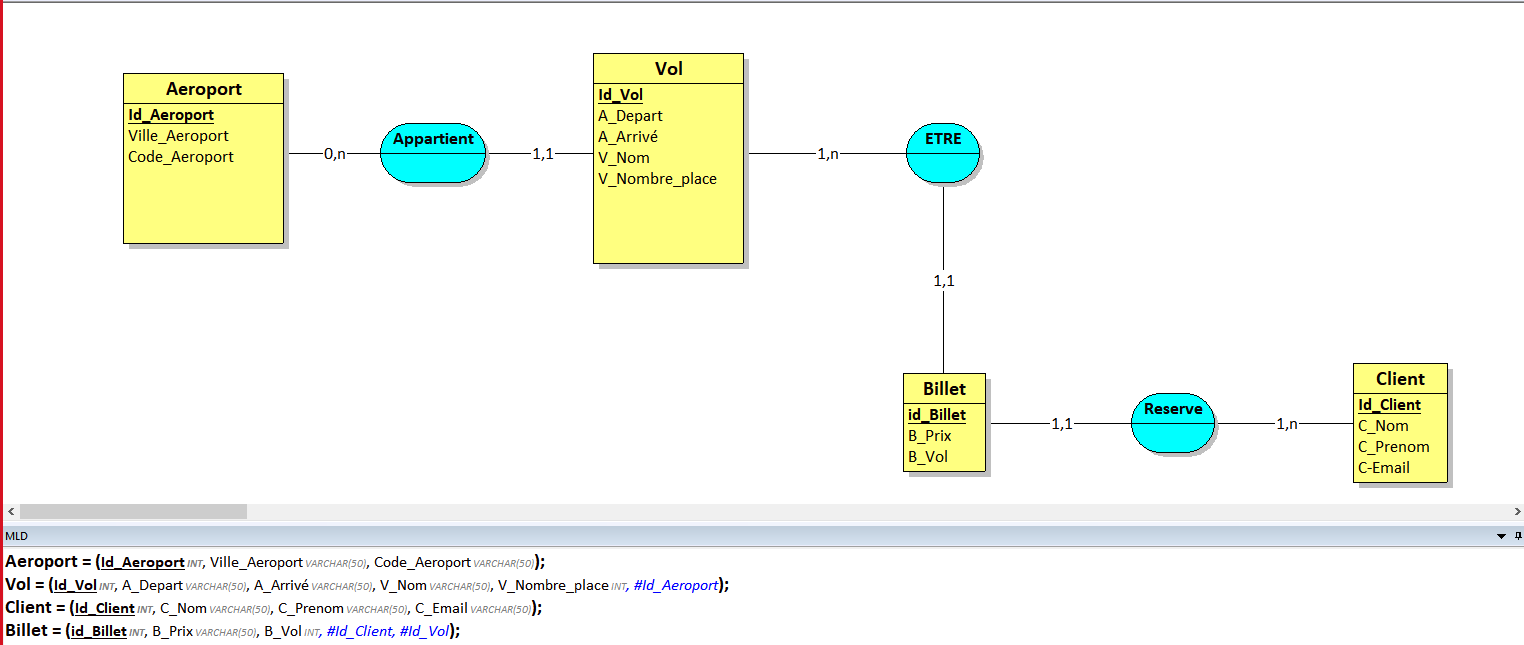 Aeroport
Id_Aeroport
Ville_Aeroport
Code_Aeroport
0,n
Appartient
1,1
Vol
Id_Vol
A_Depart
A_Arrivé
V_Nom
V_Nombre_place
1,n
ETRE
1,1
Billet
id_Billet
B_Prix
B_Vol
1,1
Reserve
1,n
Client
Id_Client
C_Nom
C_Prenom
C-Email
MLD
Aeroport = (Id_Aeroport INT, Ville_Aeroport VARCHAR(50), Code_Aeroport VARCHAR(50));
Vol = (Id_Vol INT, A_Depart VARCHAR(50), A_Arrivé VARCHAR(50), V_Nom VARCHAR(50), V_Nombre_place INT, #Id_Aeroport);
Client = (Id_Client INT, C_Nom VARCHAR(50), C_Prenom VARCHAR(50), C_Email VARCHAR(50));
Billet = (id_Billet INT, B_Prix VARCHAR(50), B_Vol INT, #Id_Client, #Id_Vol);